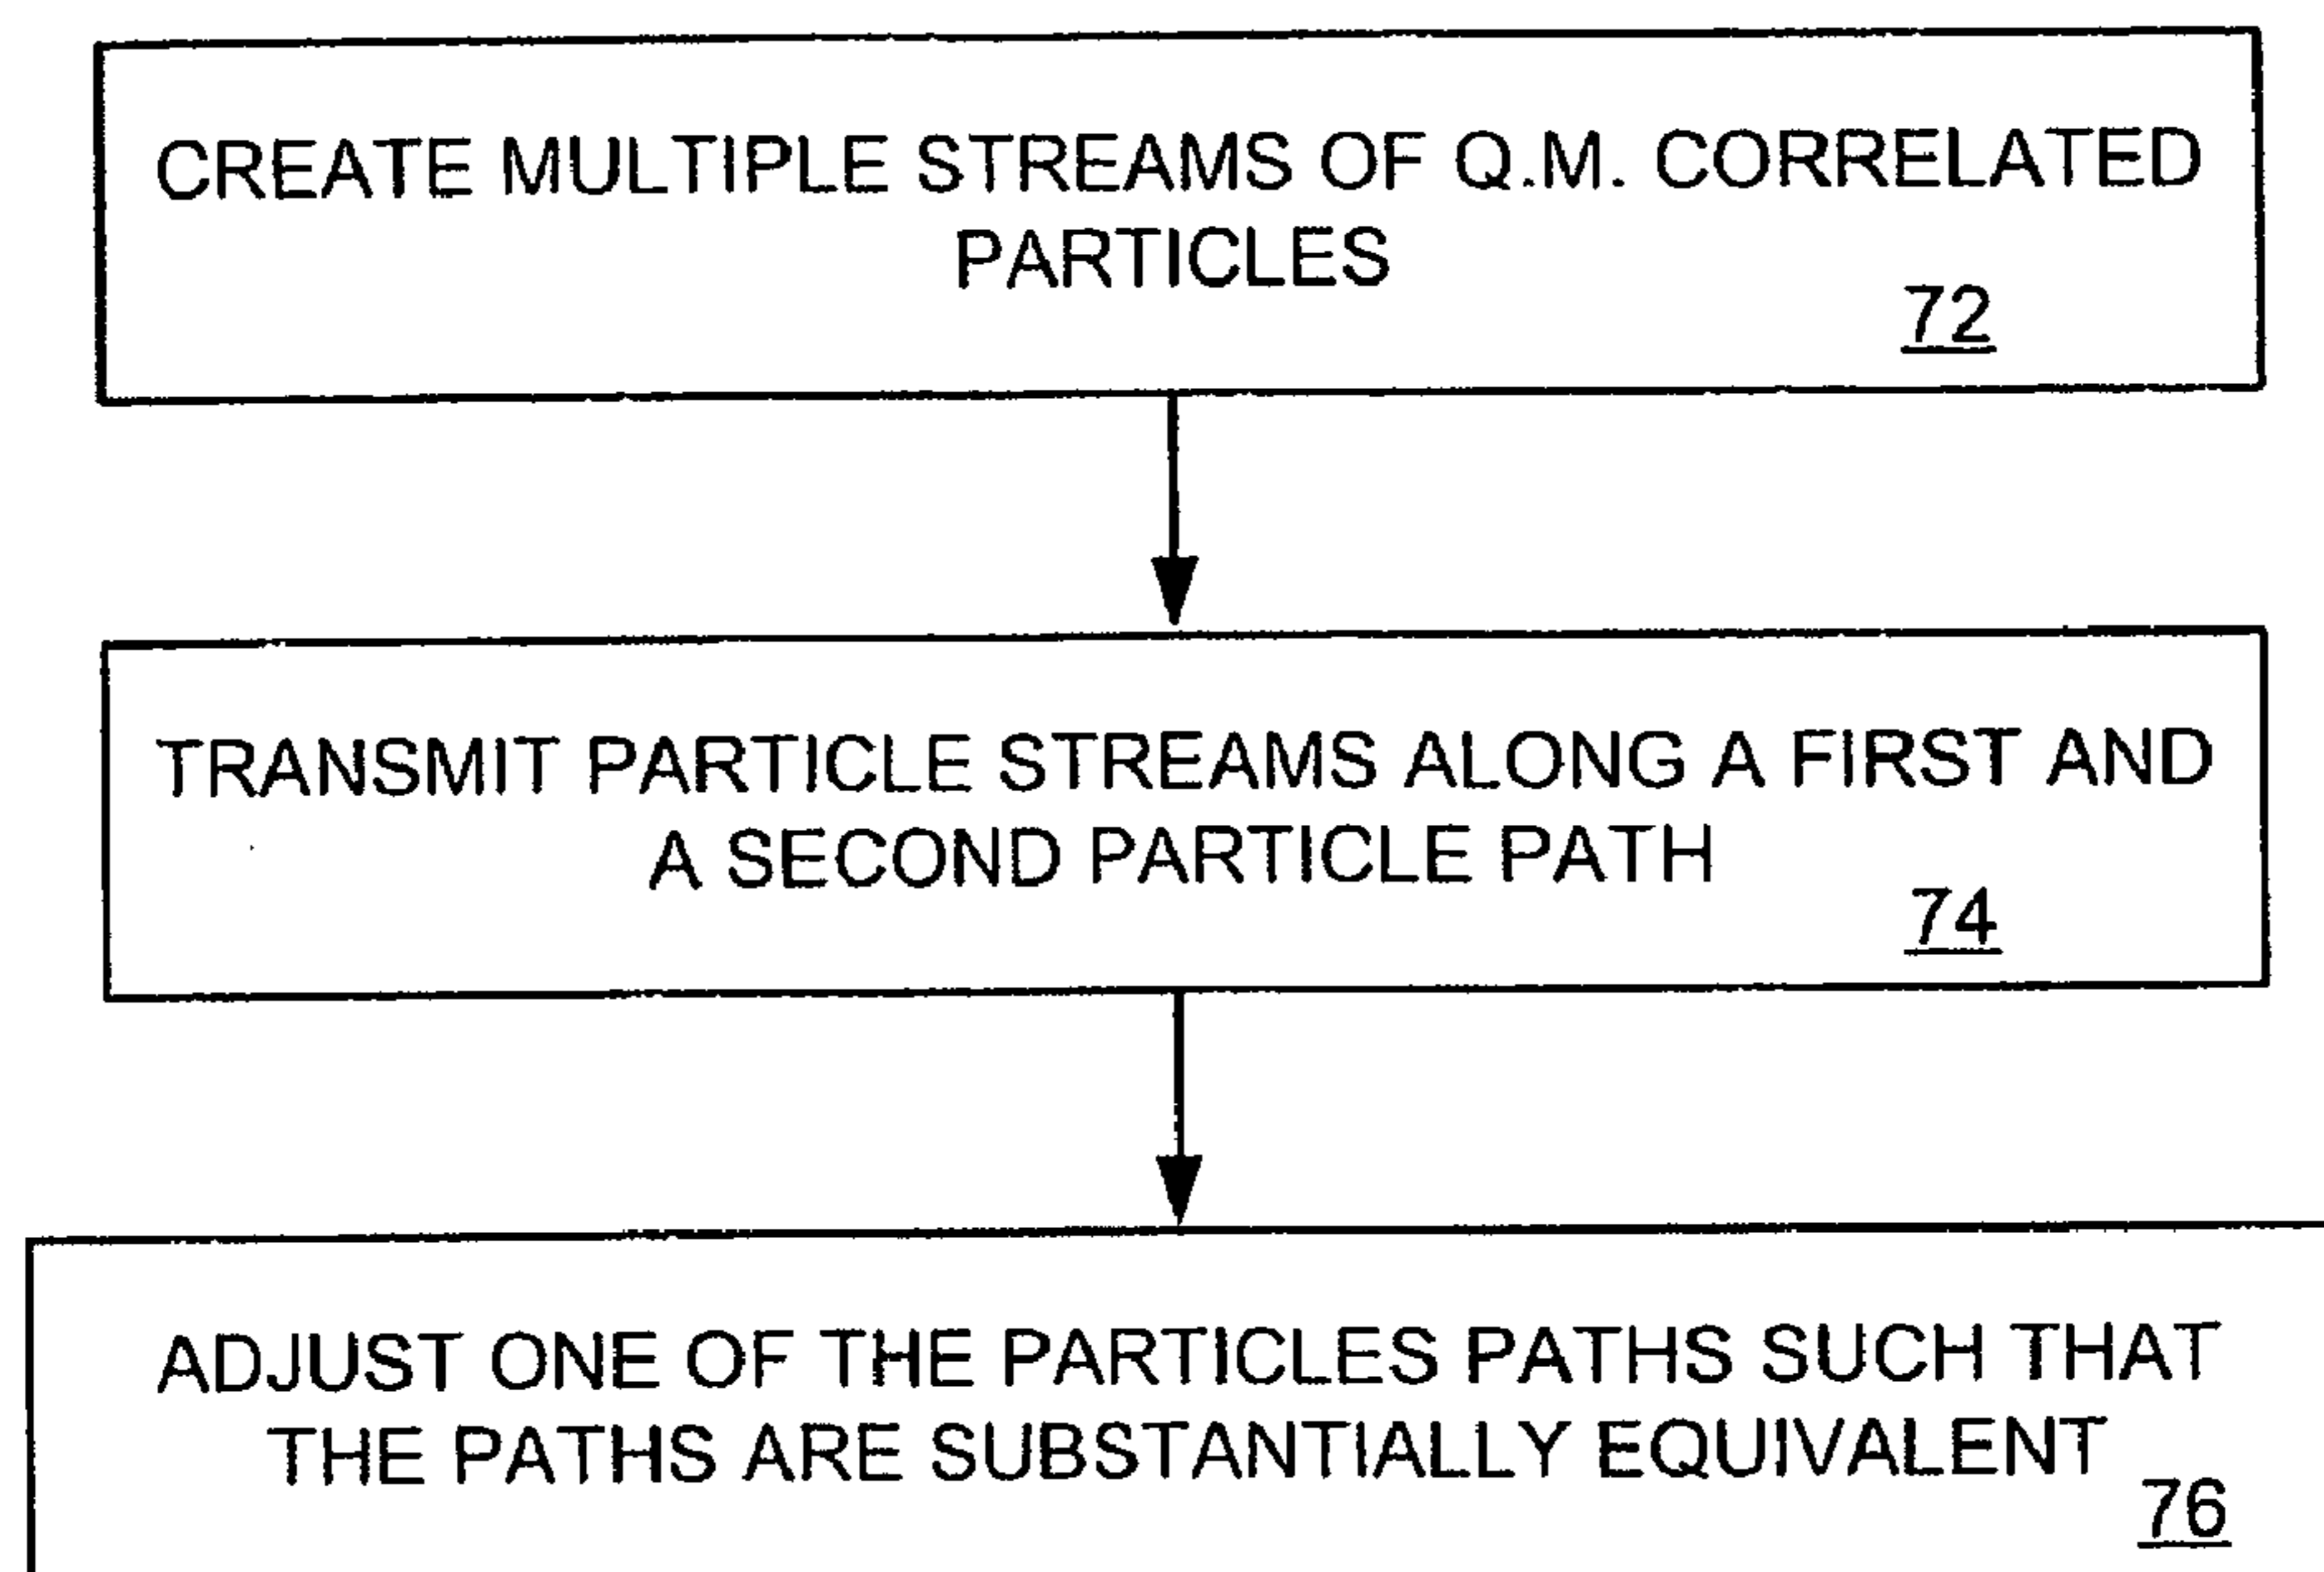 CREATE MULTIPLE STREAMS OF Q.M. CORRELATED
PARTICLES
72
TRANSMIT PARTICLE STREAMS ALONG A FIRST AND
A SECOND PARTICLE PATH
74
ADJUST ONE OF THE PARTICLES PATHS SUCH THAT
THE PATHS ARE SUBSTANTIALLY EQUIVALENT
76